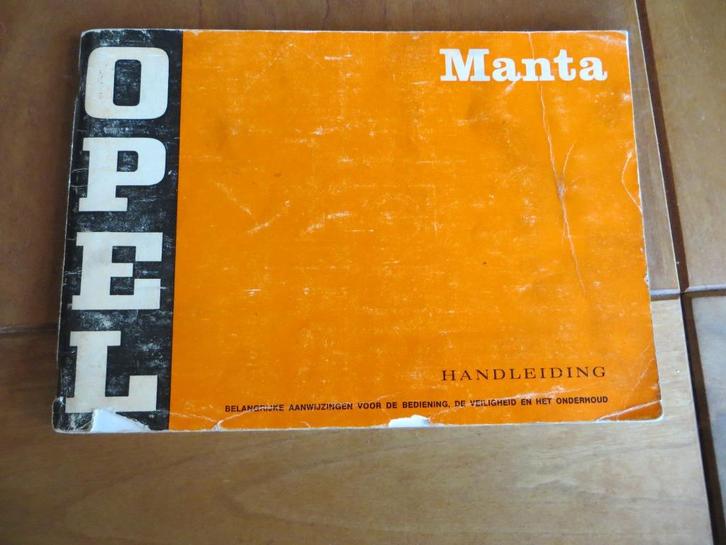 OPEL
Manta
HANDLEIDING
BELANGRIJKE AANWIJZINGEN VOOR DE BEDIENING, DE VEILIGHEID EN HET ONDERHOUD